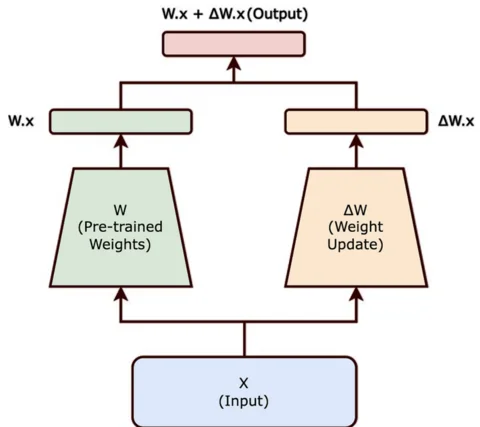 W.x + ΔW.x(Output)
W.x
ΔW.x
W
(Pre-trained
Weights)
ΔW
(Weight
Update)
X
(Input)